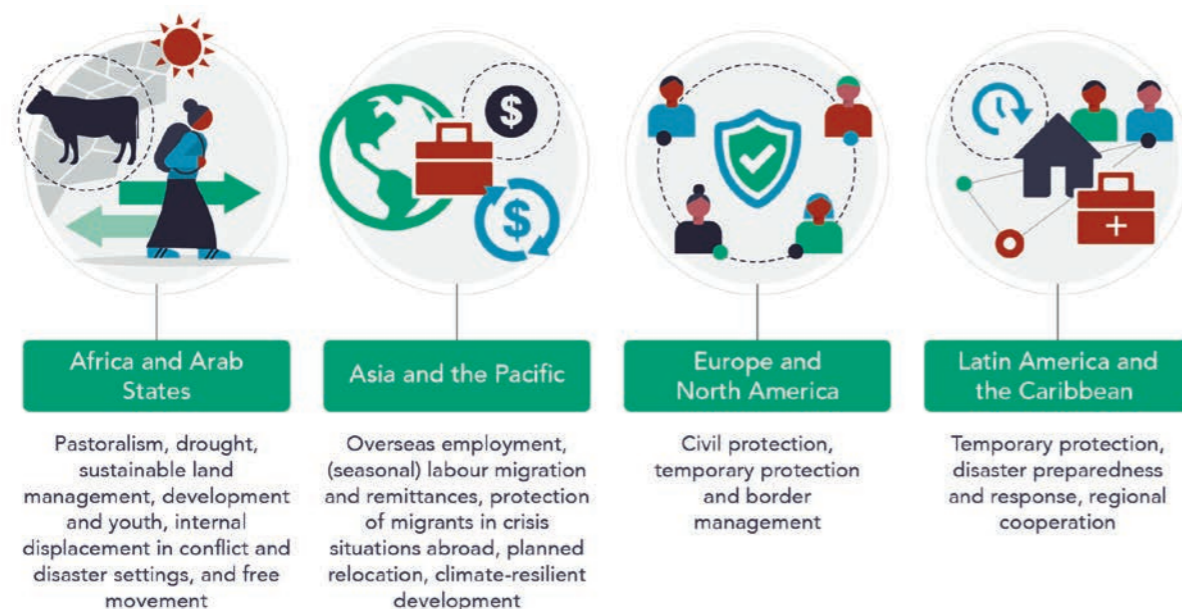 $
$
Africa and Arab
States
Pastoralism, drought,
sustainable land
management, development
and youth, internal
displacement in conflict and
disaster settings, and free
movement
Asia and the Pacific
Overseas employment,
(seasonal) labour migration
and remittances, protection
of migrants in crisis
situations abroad, planned
relocation, climate-resilient
development
Europe and
North America
Civil protection,
temporary protection
and border
management
Latin America and
the Caribbean
Temporary protection,
disaster preparedness
and response, regional
cooperation